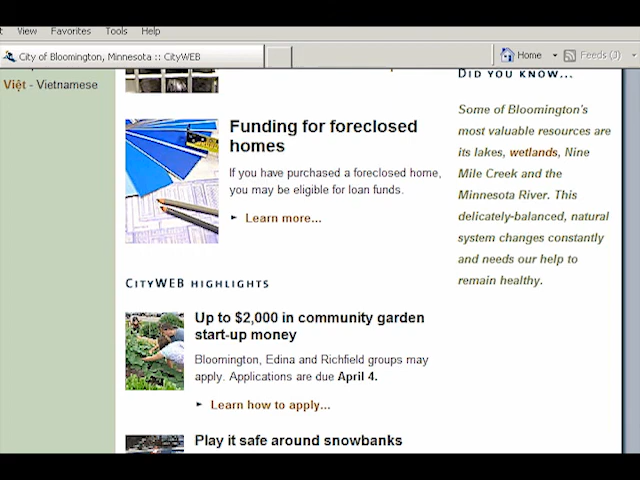 View Favorites Tools Help
City of Bloomington, Minnesota :: CityWEB
Home
Feeds (J)
Việt - Vietnamese
Funding for foreclosed
homes
If you have purchased a foreclosed home,
you may be eligible for loan funds.
Learn more...
CityWEB highlights
Up to $2,000 in community garden
start-up money
Bloomington, Edina and Richfield groups may
apply. Applications are due April 4.
Learn how to apply...
Play it safe around snowbanks
Did you know...
Some of Bloomington's
most valuable resources are
its lakes, wetlands, Nine
Mile Creek and the
Minnesota River. This
delicately-balanced, natural
system changes constantly
and needs our help to
remain healthy.